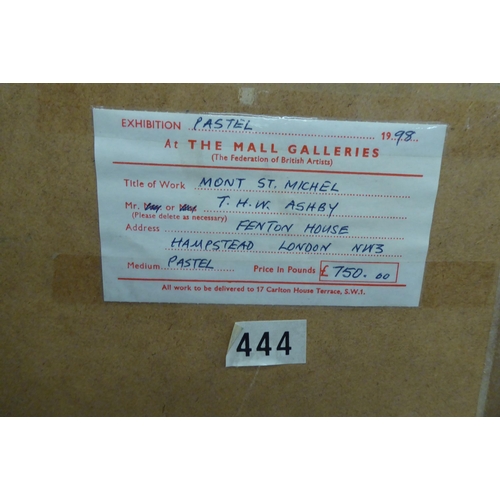 EXHIBITION PASTEL 1998
At THE MALL GALLERIES
(The Federation of British Artists)
Title of Work MONT ST. MICHEL
Mr. or T. H. W. ASHBY
(Please delete as necessary)
Address FENTON HOUSE
HAMPSTEAD LONDON NW3
Medium PASTEL Price in Pounds £750.00
All work to be delivered to 17 Carlton House Terrace, S.W.1.
444